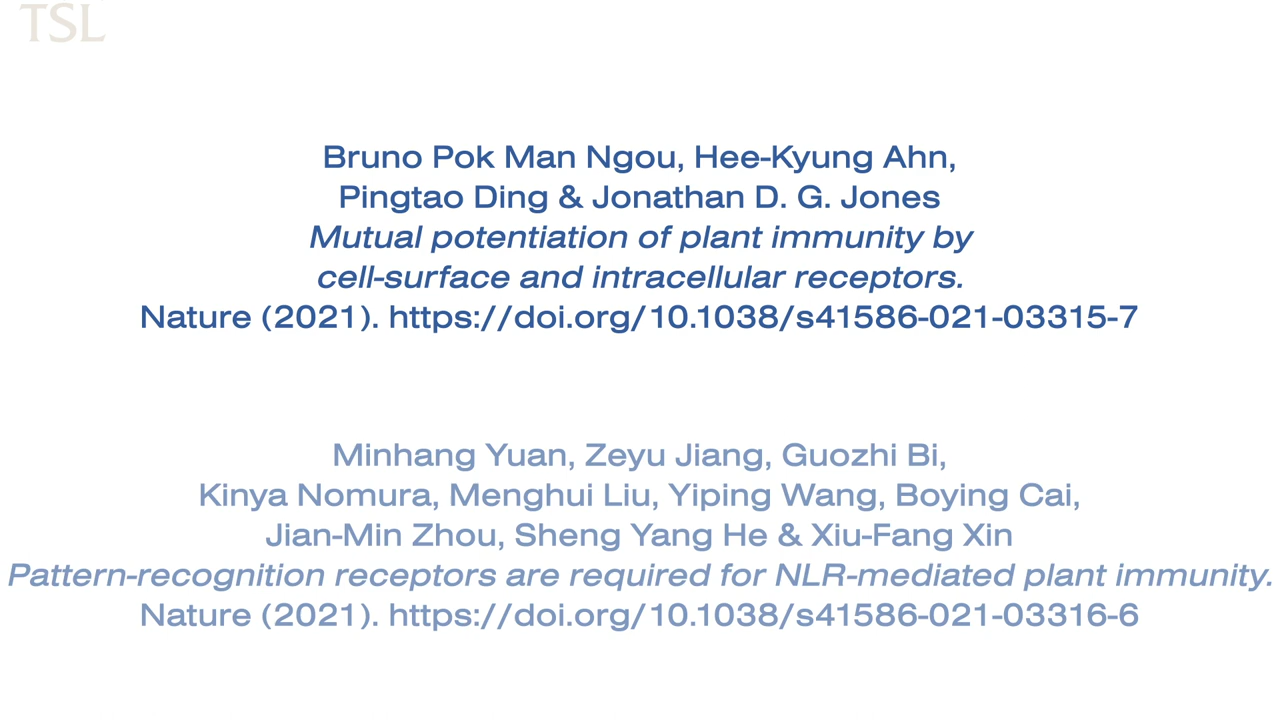 TSL
Bruno Pok Man Ngou, Hee-Kyung Ahn,
Pingtao Ding & Jonathan D. G. Jones
Mutual potentiation of plant immunity by
cell-surface and intracellular receptors.
Nature (2021). https://doi.org/10.1038/s41586-021-03315-7
Minhang Yuan, Zeyu Jiang, Guozhi Bi,
Kinya Nomura, Menghui Liu, Yiping Wang, Boying Cai,
Jian-Min Zhou, Sheng Yang He & Xiu-Fang Xin
Pattern-recognition receptors are required for NLR-mediated plant immunity.
Nature (2021). https://doi.org/10.1038/s41586-021-03316-6